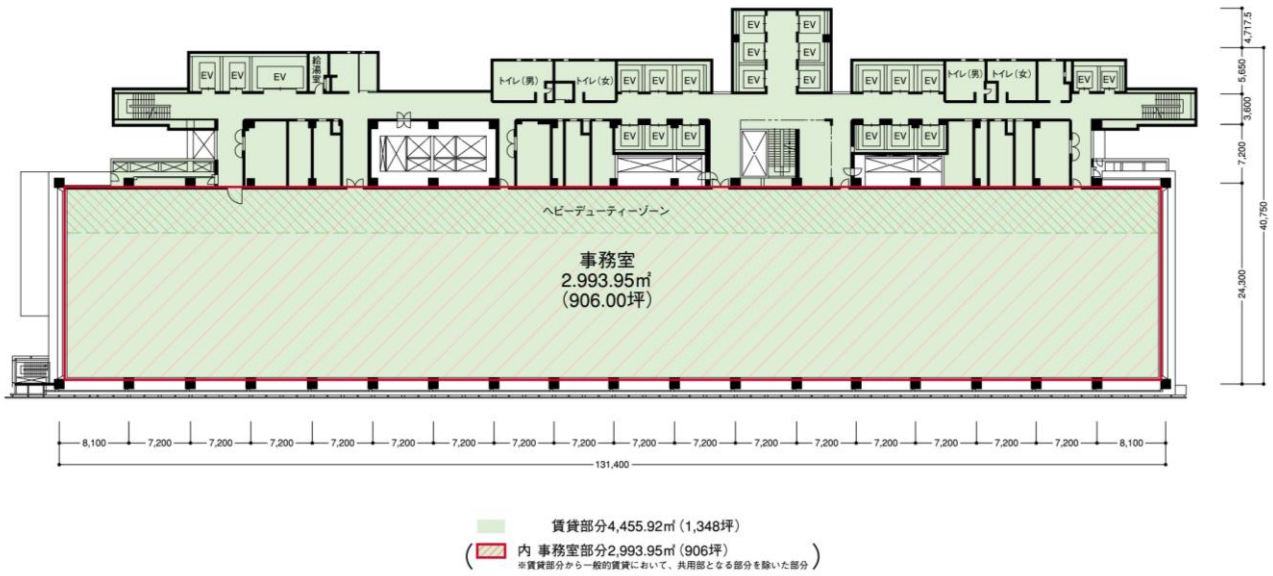 EV EV
EV EV
EV EV
EV EV EV 給湯室
トイレ(男) トイレ(女) EV EV EV
EV EV EV トイレ(男) トイレ(女) EV EV
EV EV EV
EV EV EV
4,717.5
5,650
3,600
7,200
24,300
40,750
ヘビーデューティーゾーン
事務室
2.993.95㎡
(906.00坪)
8,100 7,200 7,200 7,200 7,200 7,200 7,200 7,200 7,200 7,200 7,200 7,200 7,200 7,200 7,200 7,200 7,200 8,100
131,400
賃貸部分4,455.92㎡(1,348坪)
( 内 事務室部分2,993.95㎡(906坪)
※賃貸部分から一般的賃貸において、共用部となる部分を除いた部分 )